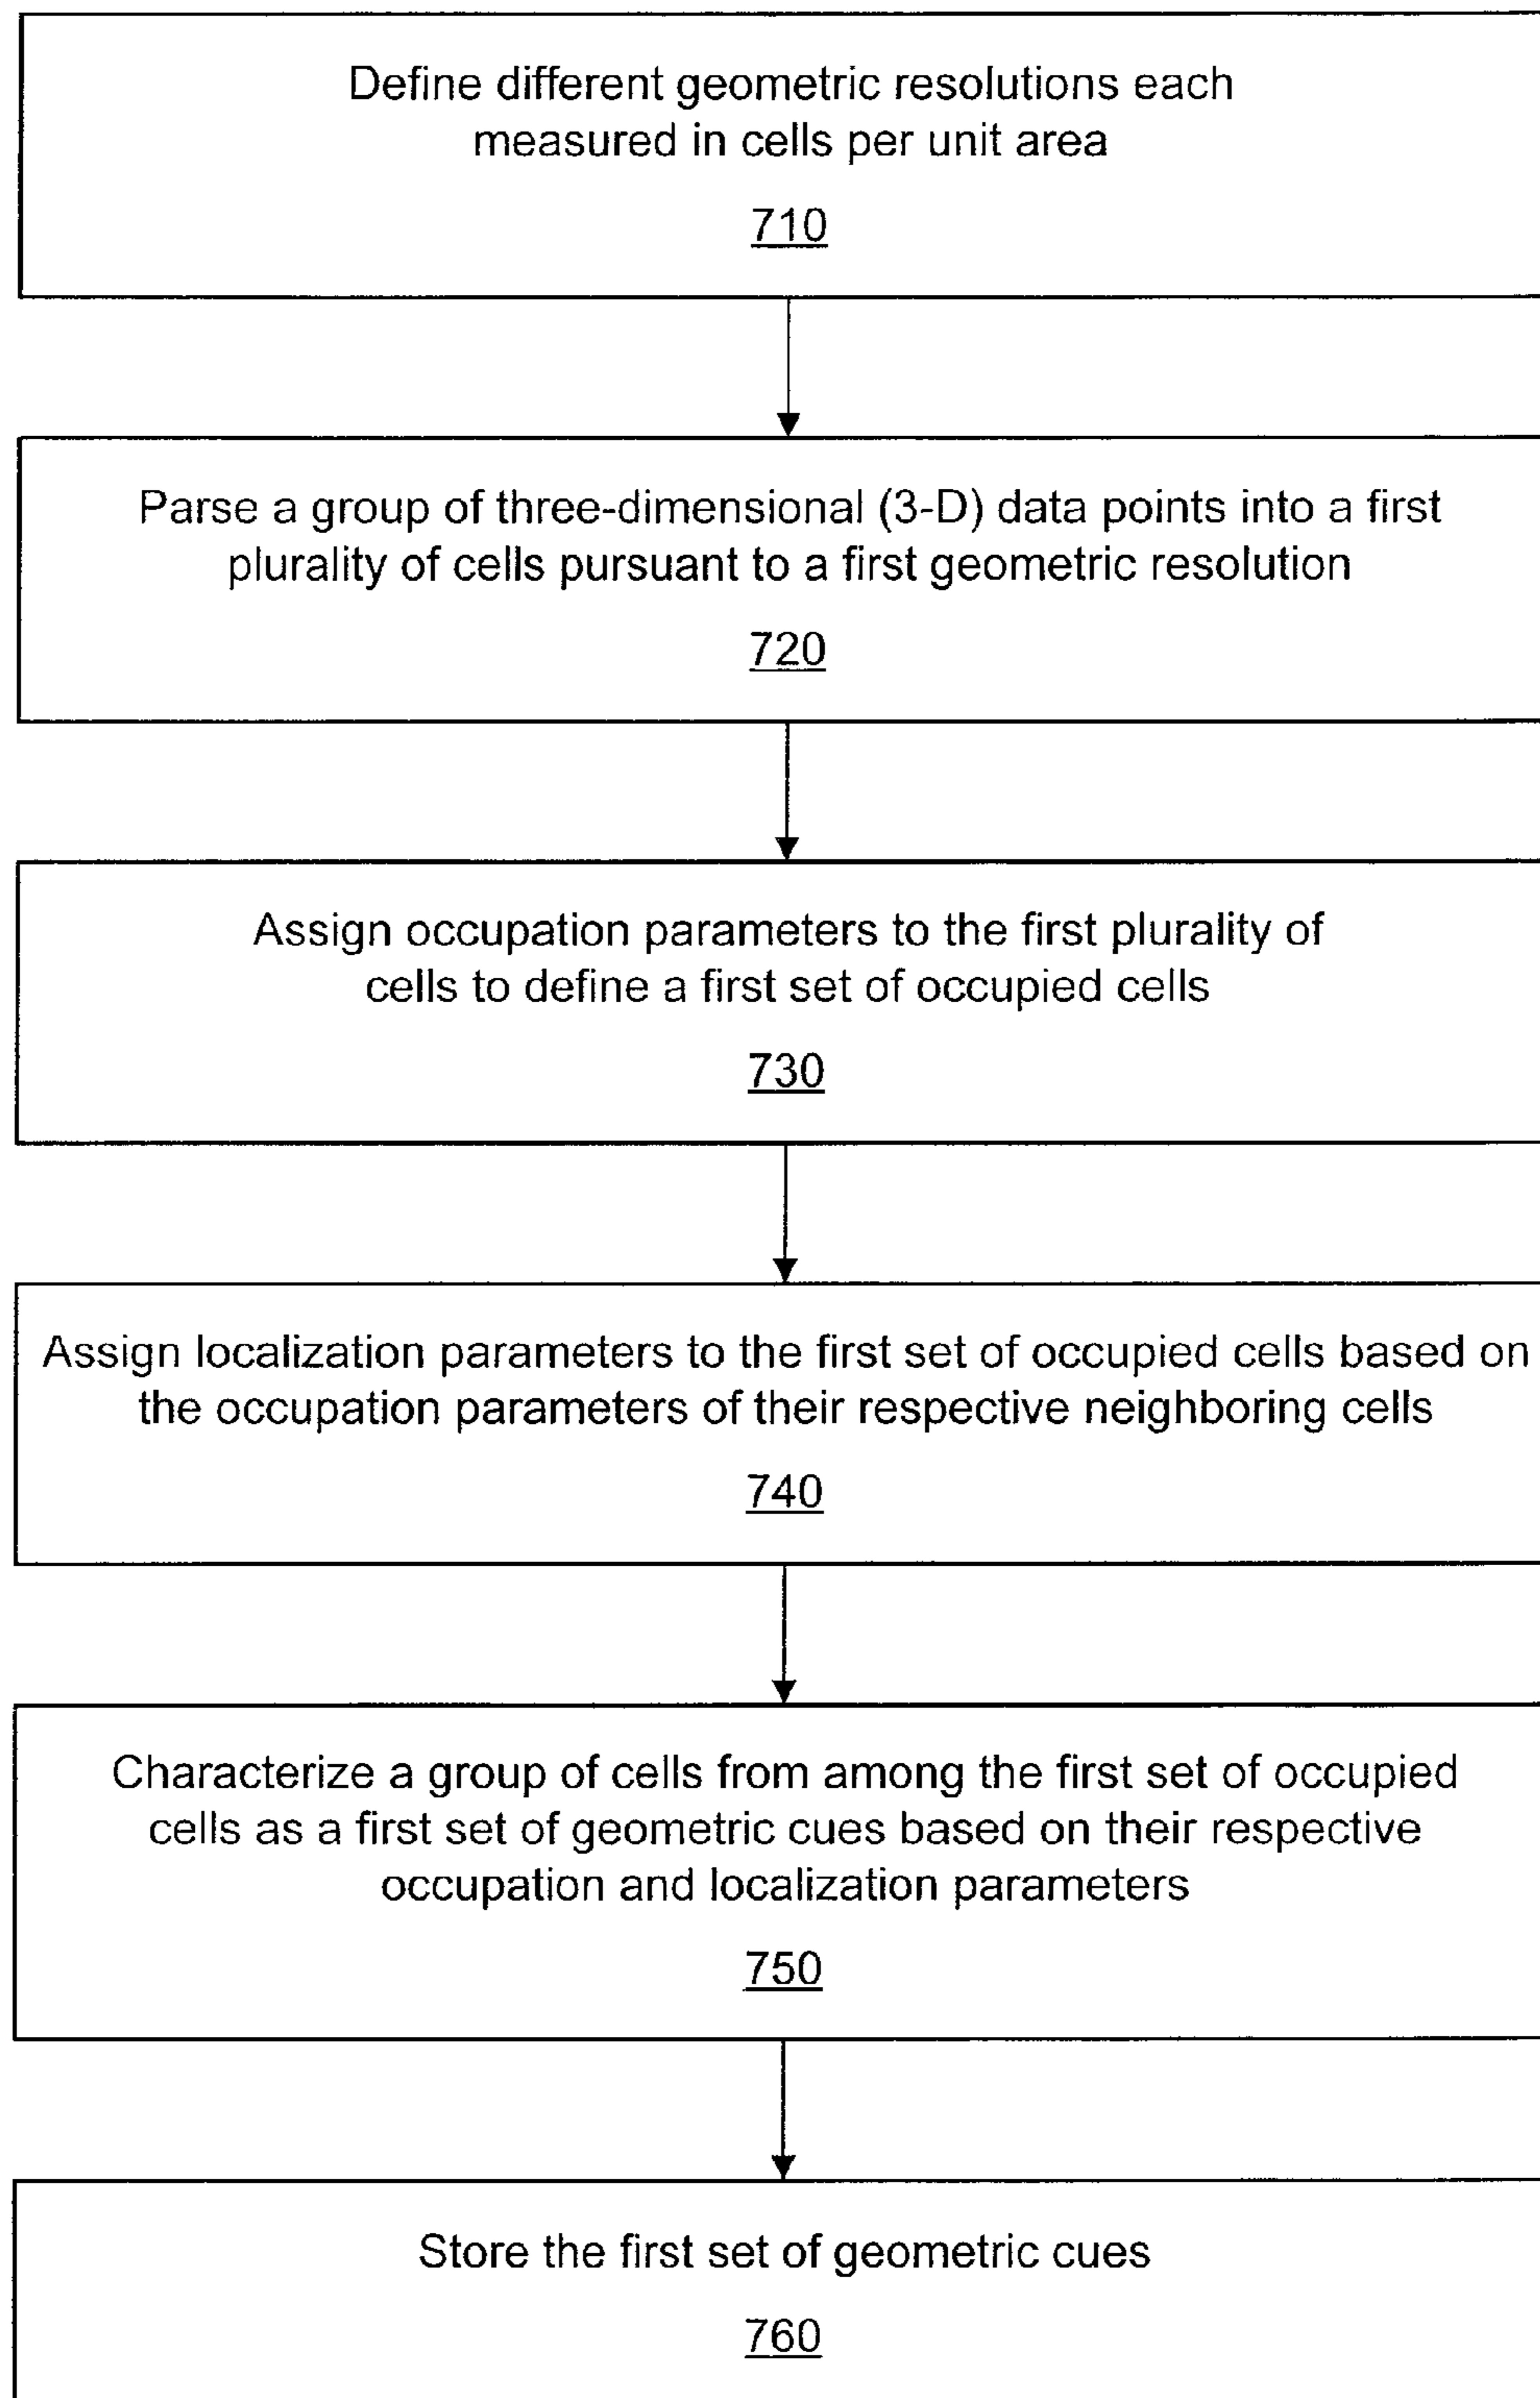 Define different geometric resolutions each
measured in cells per unit area
710
Parse a group of three-dimensional (3-D) data points into a first
plurality of cells pursuant to a first geometric resolution
720
Assign occupation parameters to the first plurality of
cells to define a first set of occupied cells
730
Assign localization parameters to the first set of occupied cells based on
the occupation parameters of their respective neighboring cells
740
Characterize a group of cells from among the first set of occupied
cells as a first set of geometric cues based on their respective
occupation and localization parameters
750
Store the first set of geometric cues
760